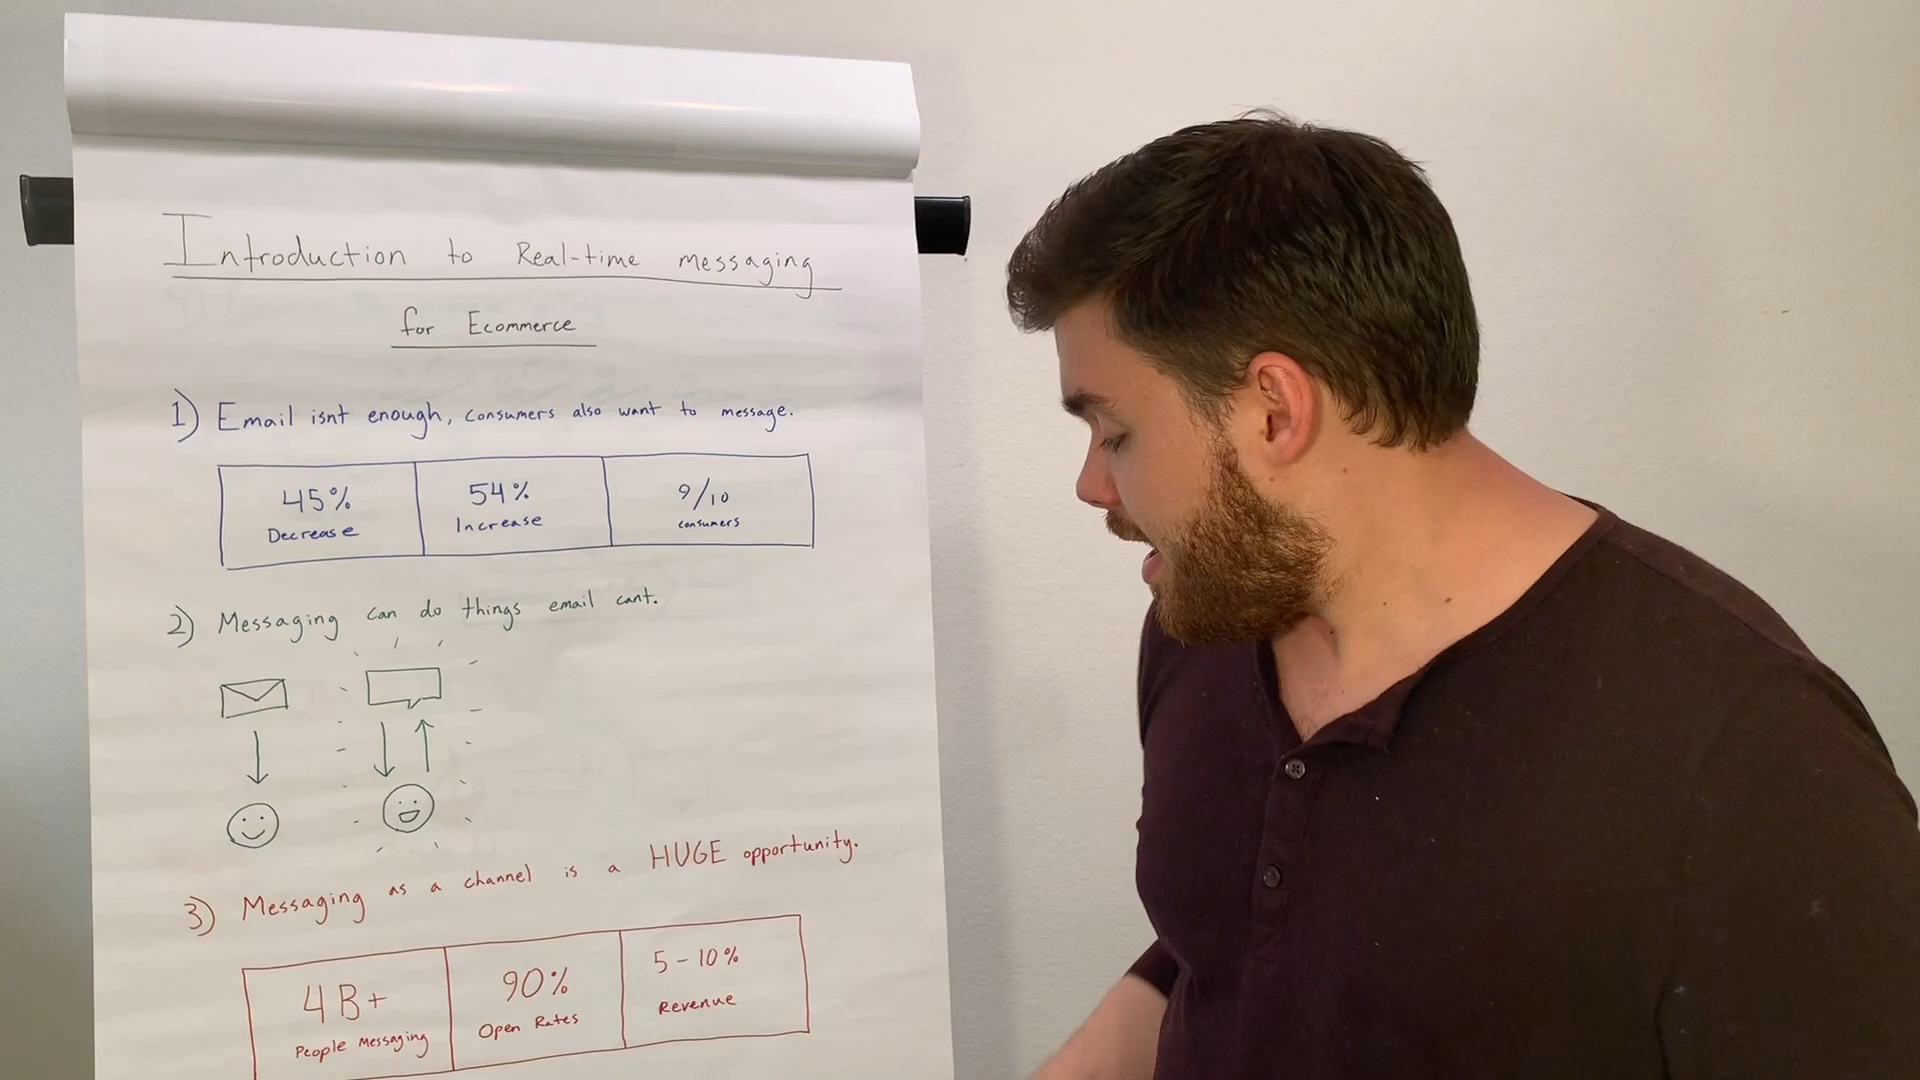 Introduction to Real-time messaging
for Ecommerce
1) Email isnt enough, consumers also want to message.
45% 54% 9/10
Decrease Increase consumers
2) Messaging can do things email cant.
3) Messaging as a channel is a HUGE opportunity.
4B+ 90% 5-10%
People Messaging Open Rates Revenue